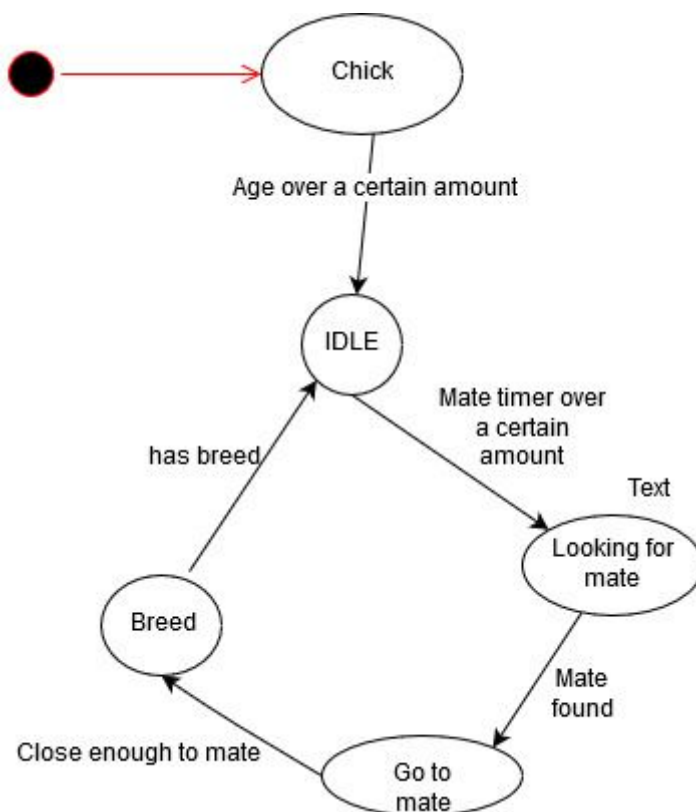 Chick
Age over a certain amount
IDLE
Mate timer over
a certain
amount
has breed
Text
Looking for
mate
Breed
Mate
found
Close enough to mate
Go to
mate